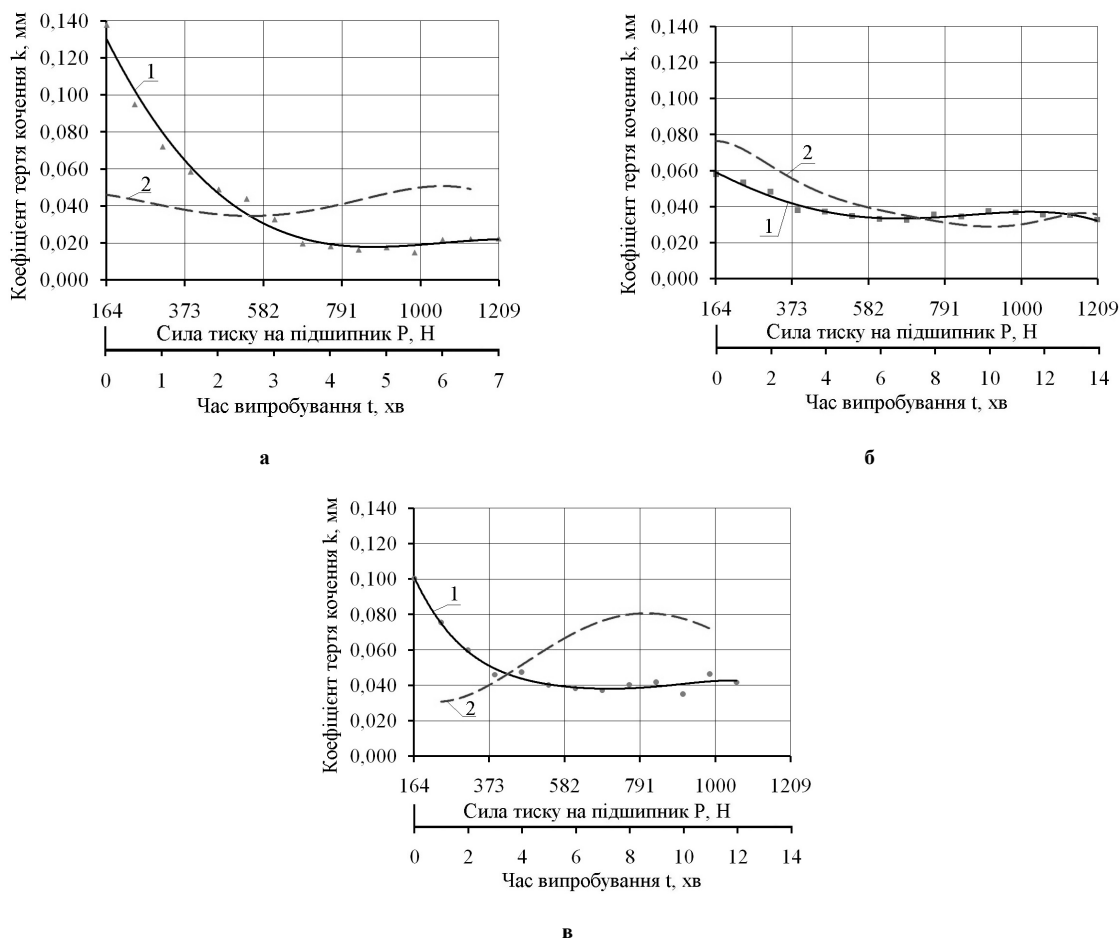 Коефіцієнт тертя кочення k, мм
0,140
0,120
0,100
0,080
0,060
0,040
0,020
0,000
1
2
164 373 582 791 1000 1209
Сила тиску на підшипник P, Н
0 1 2 3 4 5 6 7
Час випробування t, хв
а
Коефіцієнт тертя кочення k, мм
0,140
0,120
0,100
0,080
0,060
0,040
0,020
0,000
2
1
164 373 582 791 1000 1209
Сила тиску на підшипник P, Н
0 2 4 6 8 10 12 14
Час випробування t, хв
б
Коефіцієнт тертя кочення k, мм
0,140
0,120
0,100
0,080
0,060
0,040
0,020
0,000
1
2
164 373 582 791 1000 1209
Сила тиску на підшипник P, Н
0 2 4 6 8 10 12 14
Час випробування t, хв
в